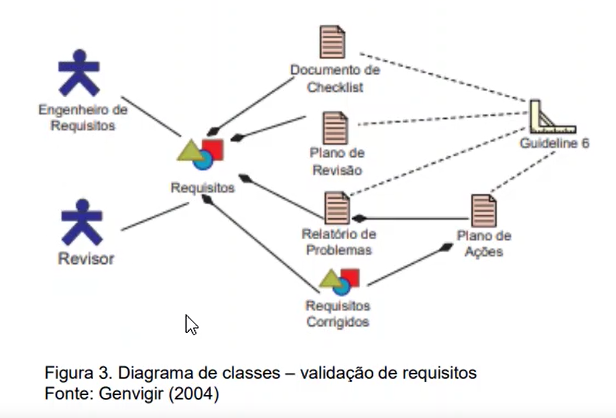 Documento de
Checklist
Engenheiro de
Requisitos
Guideline 6
Plano de
Revisão
Requisitos
Relatório de
Problemas
Plano de
Ações
Revisor
Requisitos
Corrigidos
Figura 3. Diagrama de classes – validação de requisitos
Fonte: Genvigir (2004)